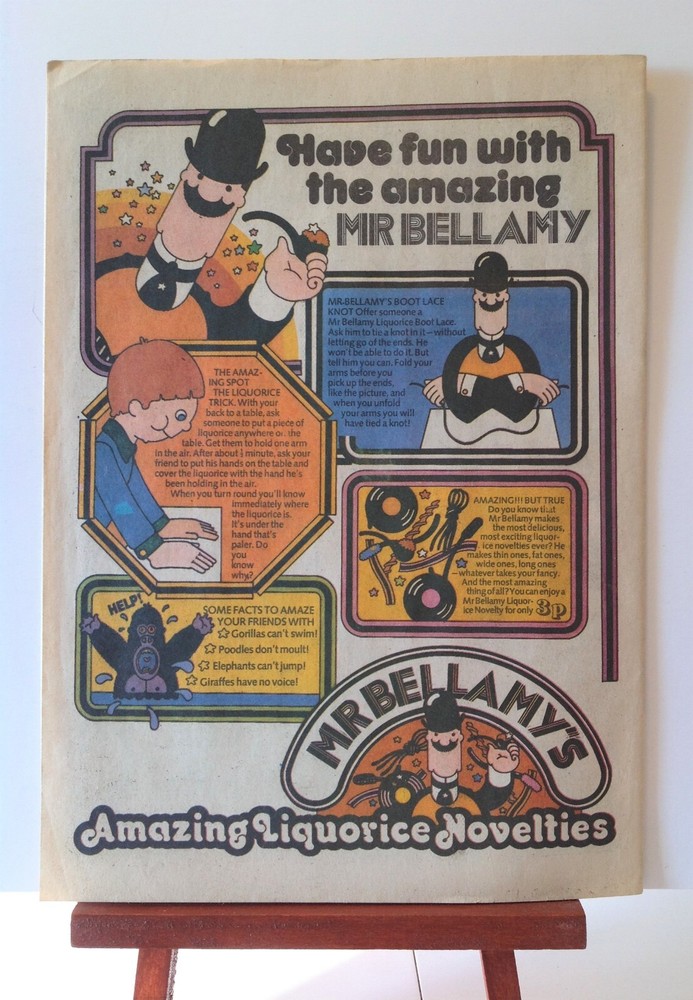 Have fun with
the amazing
MR BELLAMY
MR·BELLAMY'S BOOT LACE
KNOT Offer someone a
Mr Bellamy Liquorice Boot Lace.
Ask him to tie a knot in it – without
letting go of the ends. He
won't be able to do it. But
tell him you can. Fold your
arms before you
pick up the ends,
like the picture, and
when you unfold
your arms you will
have tied a knot!
THE AMAZ-
ING SPOT
THE LIQUORICE
TRICK. With your
back to a table, ask
someone to put a piece of
liquorice anywhere on the
table. Get them to hold one arm
in the air. After about ½ minute, ask your
friend to put his hands on the table and
cover the liquorice with the hand he's
been holding in the air.
When you turn round you'll know
immediately where
the liquorice is.
It's under the
hand that's
paler. Do
you
know
why?
AMAZING!!! BUT TRUE
Do you know that
Mr Bellamy makes
the most delicious,
most exciting liquor-
ice novelties ever? He
makes thin ones, fat ones,
wide ones, long ones
– whatever takes your fancy.
And the most amazing
thing of all? You can enjoy a
Mr Bellamy Liquor-
ice Novelty for only 3p
HELP!
SOME FACTS TO AMAZE
YOUR FRIENDS WITH
Gorillas can't swim!
Poodles don't moult!
Elephants can't jump!
Giraffes have no voice!
MR BELLAMY'S
Amazing Liquorice Novelties